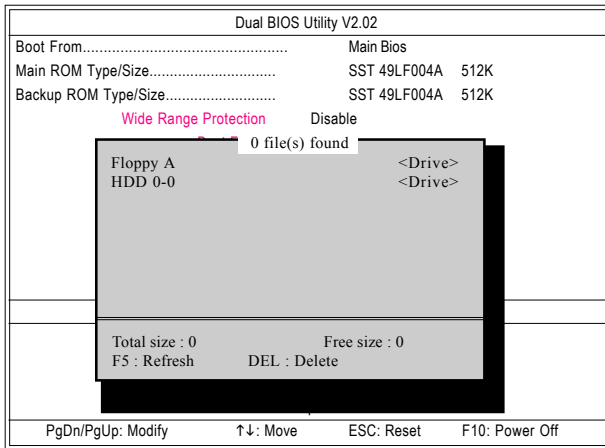 Dual BIOS Utility V2.02
Boot From................................................. Main Bios
Main ROM Type/Size.............................. SST 49LF004A 512K
Backup ROM Type/Size.......................... SST 49LF004A 512K
Wide Range Protection Disable
0 file(s) found
Floppy A <Drive>
HDD 0-0 <Drive>
Total size : 0 Free size : 0
F5 : Refresh DEL : Delete
PgDn/PgUp: Modify ↑↓: Move ESC: Reset F10: Power Off